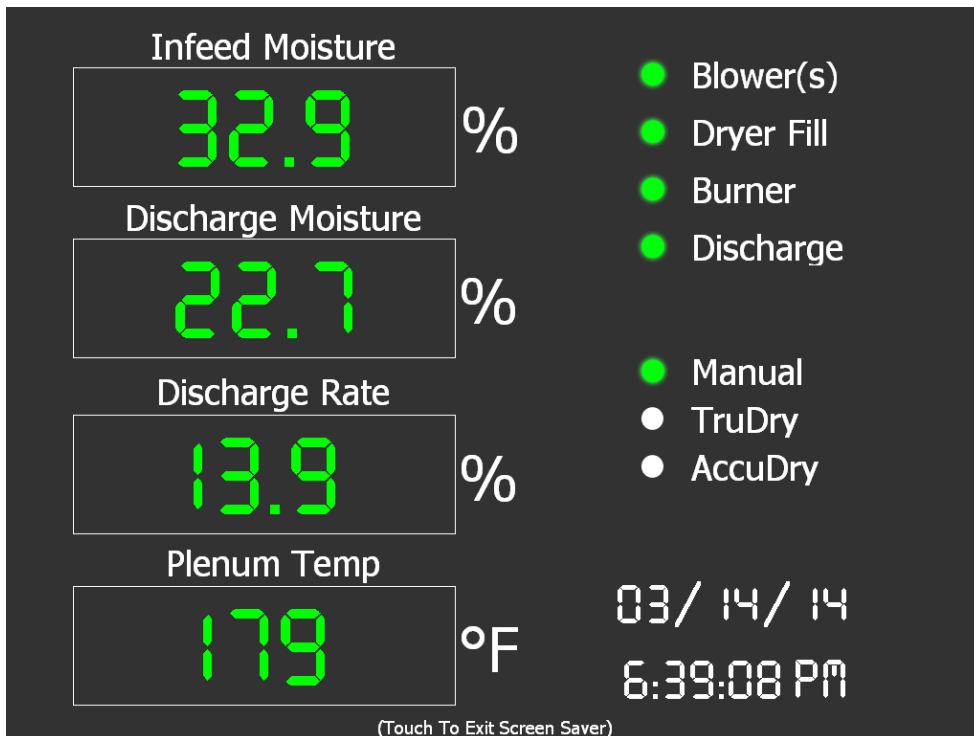 Infeed Moisture
32.9 %
Discharge Moisture
22.7 %
Discharge Rate
13.9 %
Plenum Temp
179 °F
Blower(s)
Dryer Fill
Burner
Discharge
Manual
TruDry
AccuDry
03/14/14
6:39:08 PM
(Touch To Exit Screen Saver)